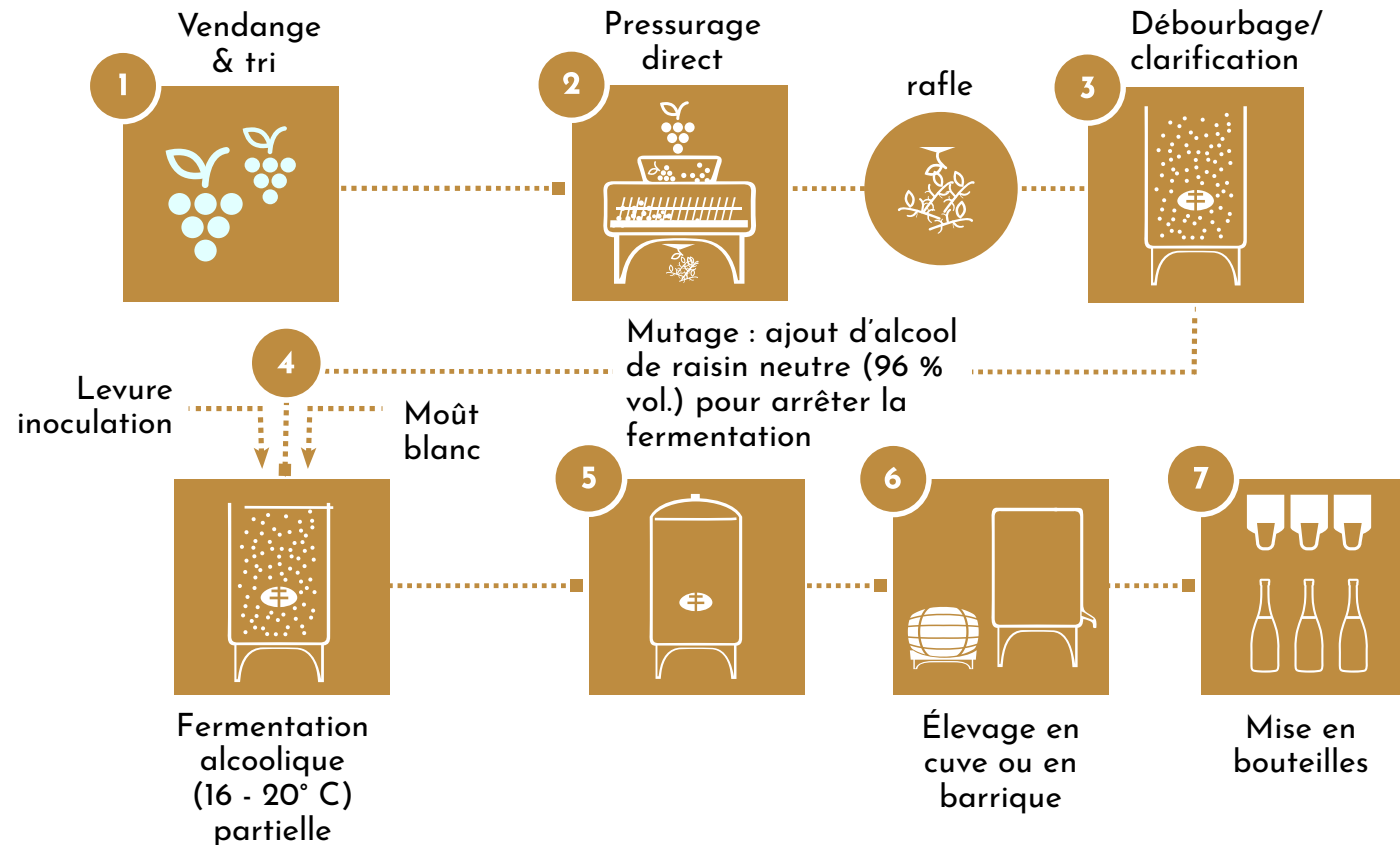 Vendange
& tri
1
Pressurage
direct
2
rafle
Débourbage/
clarification
3
4
Levure
inoculation
Moût
blanc
Fermentation
alcoolique
(16 - 20° C)
partielle
Mutage : ajout d’alcool
de raisin neutre (96 %
vol.) pour arrêter la
fermentation
5
6
Élevage en
cuve ou en
barrique
7
Mise en
bouteilles